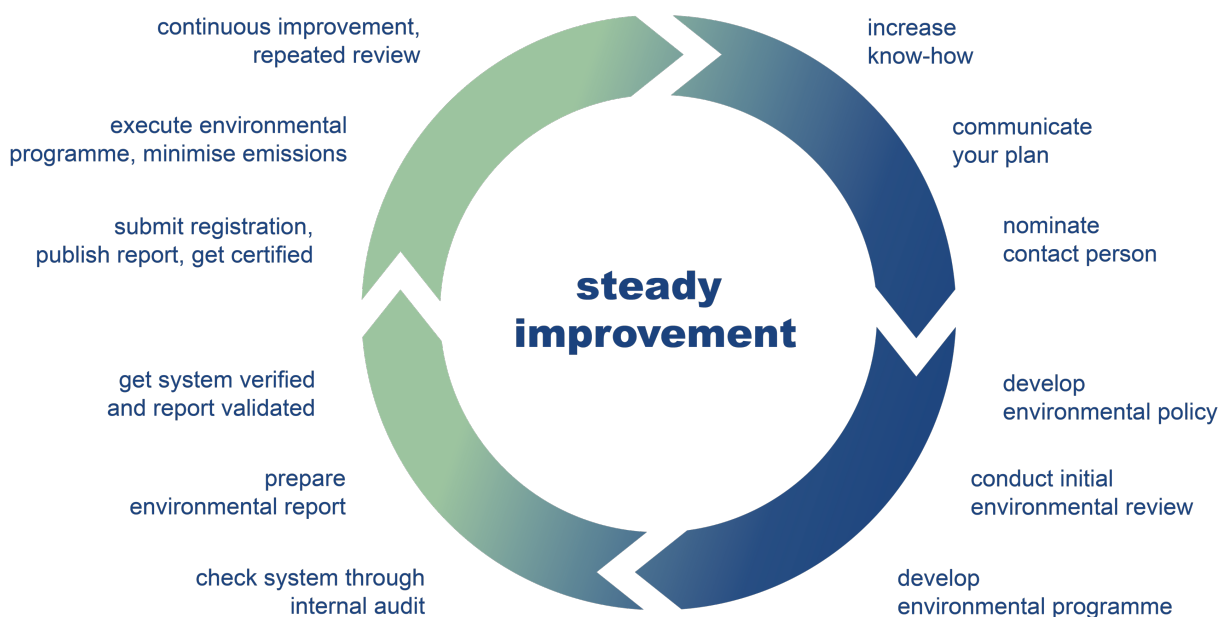 continuous improvement,
repeated review
increase
know-how
execute environmental
programme, minimise emissions
communicate
your plan
submit registration,
publish report, get certified
nominate
contact person
steady
improvement
get system verified
and report validated
develop
environmental policy
prepare
environmental report
conduct initial
environmental review
check system through
internal audit
develop
environmental programme